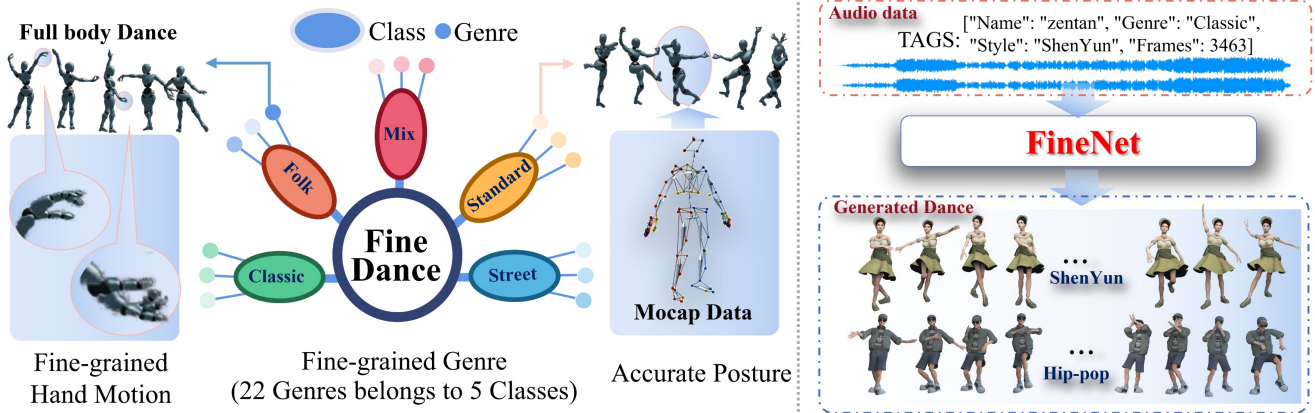 Full body Dance
Class
Genre
Mix
Folk
Standard
Fine
Dance
Classic
Street
Mocap Data
Fine-grained
Hand Motion
Fine-grained Genre
(22 Genres belongs to 5 Classes)
Accurate Posture
Audio data
TAGS:
["Name": "zentan", "Genre": "Classic",
"Style": "ShenYun", "Frames": 3463]
FineNet
Generated Dance
...
ShenYun
...
Hip-pop